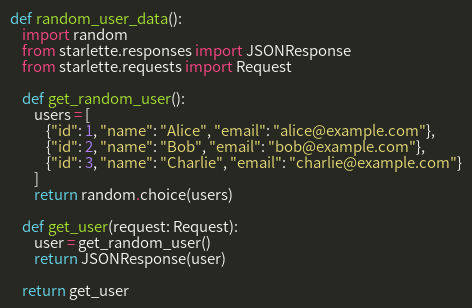 def random_user_data():
    import random
    from starlette.responses import JSONResponse
    from starlette.requests import Request

    def get_random_user():
        users = [
            {"id": 1, "name": "Alice", "email": "alice@example.com"},
            {"id": 2, "name": "Bob", "email": "bob@example.com"},
            {"id": 3, "name": "Charlie", "email": "charlie@example.com"}
        ]
        return random.choice(users)

    def get_user(request: Request):
        user = get_random_user()
        return JSONResponse(user)

    return get_user